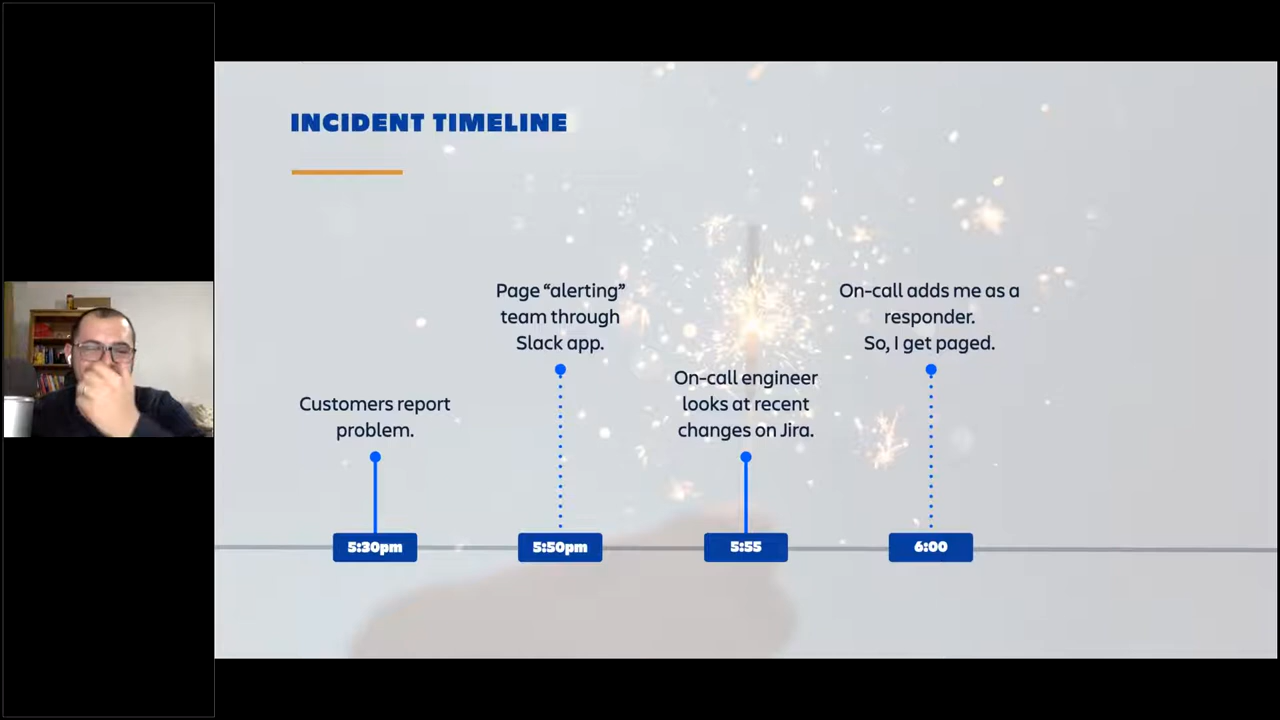 INCIDENT TIMELINE
Customers report
problem.
5:30pm
Page “alerting”
team through
Slack app.
5:50pm
On-call engineer
looks at recent
changes on Jira.
5:55
On-call adds me as a
responder.
So, I get paged.
6:00